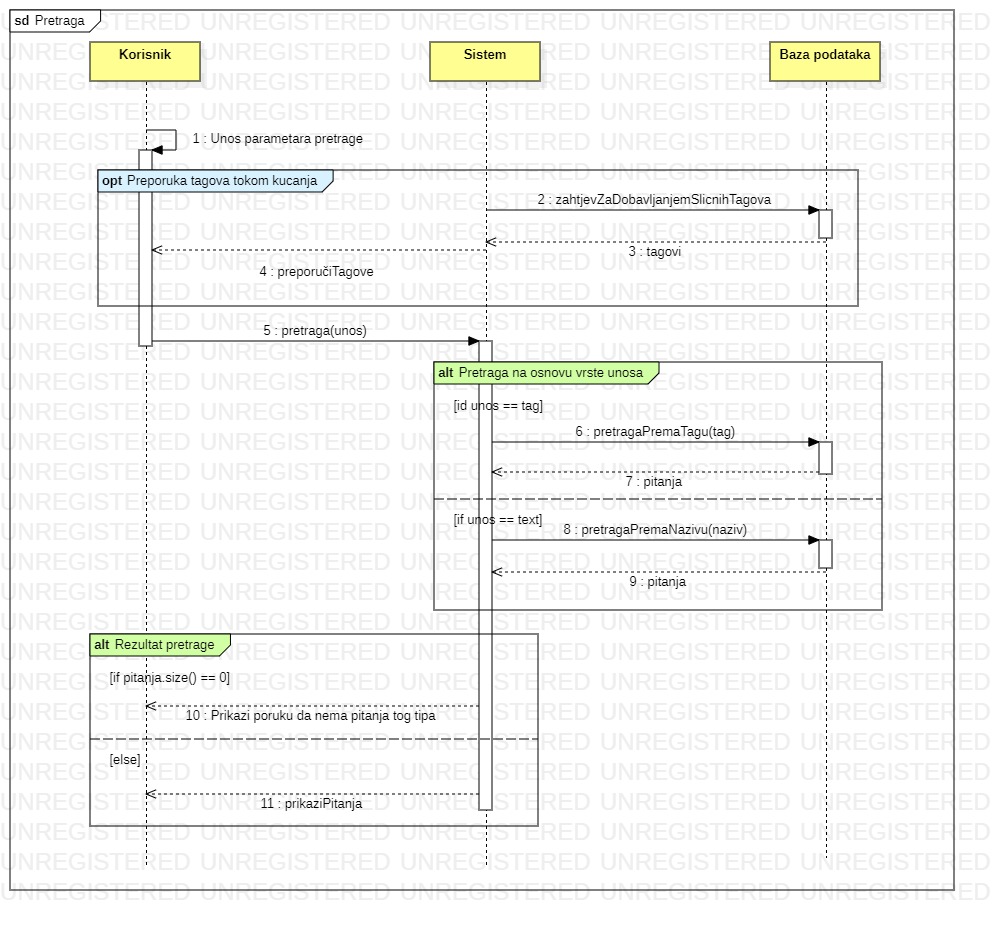 sd Pretraga
Korisnik
Sistem
Baza podataka
1 : Unos parametara pretrage
opt Preporuka tagova tokom kucanja
2 : zahtjevZaDobavljanjemSlicnihTagova
3 : tagovi
4 : preporučiTagove
5 : pretraga(unos)
alt Pretraga na osnovu vrste unosa
[id unos == tag]
6 : pretragaPremaTagu(tag)
7 : pitanja
[if unos == text]
8 : pretragaPremaNazivu(naziv)
9 : pitanja
alt Rezultat pretrage
[if pitanja.size() == 0]
10 : Prikazi poruku da nema pitanja tog tipa
[else]
11 : prikaziPitanja
UNREGISTERED